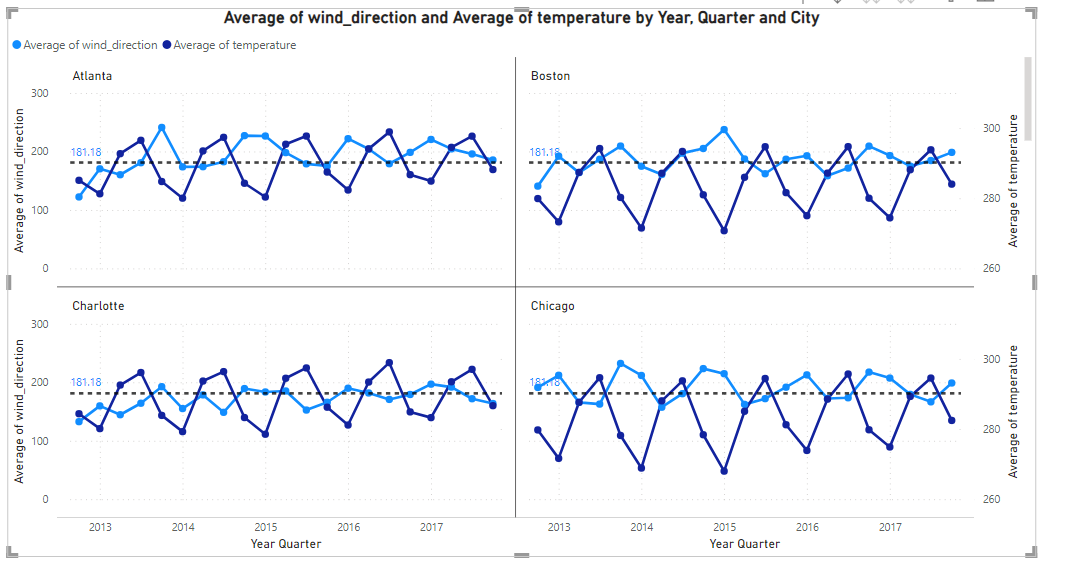 Average of wind_direction and Average of temperature by Year, Quarter and City
Average of wind_direction Average of temperature
Atlanta
Boston
Average of wind_direction
300
200
100
0
181.18
181.18
300
280
260
Average of temperature
Charlotte
Chicago
Average of wind_direction
300
200
100
0
181.18
181.18
300
280
260
Average of temperature
2013 2014 2015 2016 2017
2013 2014 2015 2016 2017
Year Quarter
Year Quarter